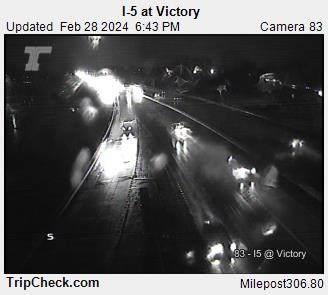 I-5 at Victory
Updated Feb 28 2024 6:43 PM Camera 83
T
S
83 - I5 @ Victory
TripCheck.com Milepost306.80